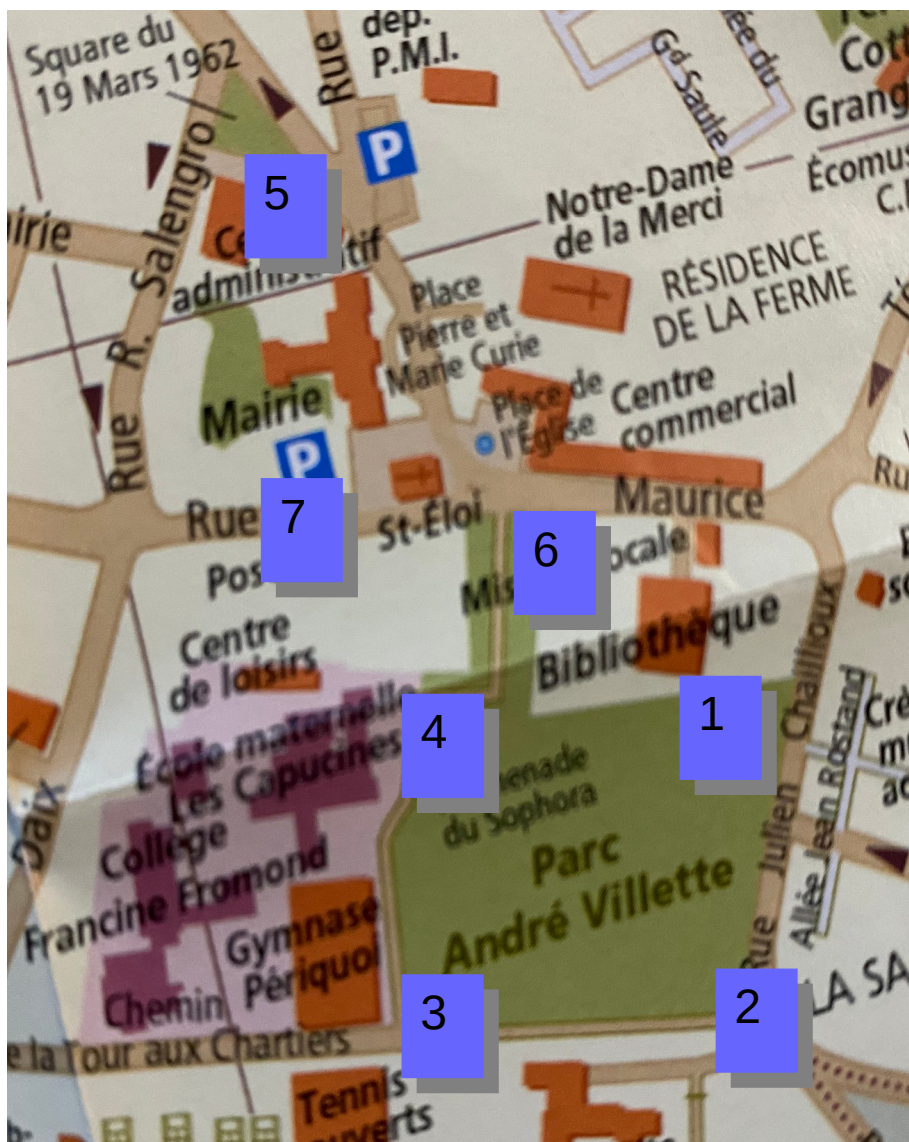 Square du
19 Mars 1962
Rue
dép.
P.M.I.
Gd Saule
Cott
Grang
P
Notre-Dame
de la Merci
C.
5
Rue R. Salengro
administratif
Place
Pierre et
Marie Curie
RÉSIDENCE
DE LA FERME
Mairie
Place de
l'Église
Centre
commercial
P
Rue
7
St-Éloi
Maurice
6
Bibliothèque
Centre
de loisirs
École maternelle
Les Capucines
4
1
du Sophora
Rue Julien Chailloux
Allée Jean Rostand
Collège
Francine Fromond
Parc
André Villette
Gymnase
Périquoi
Chemin
3
2
LA SA
de la Tour aux Chartiers
Tennis